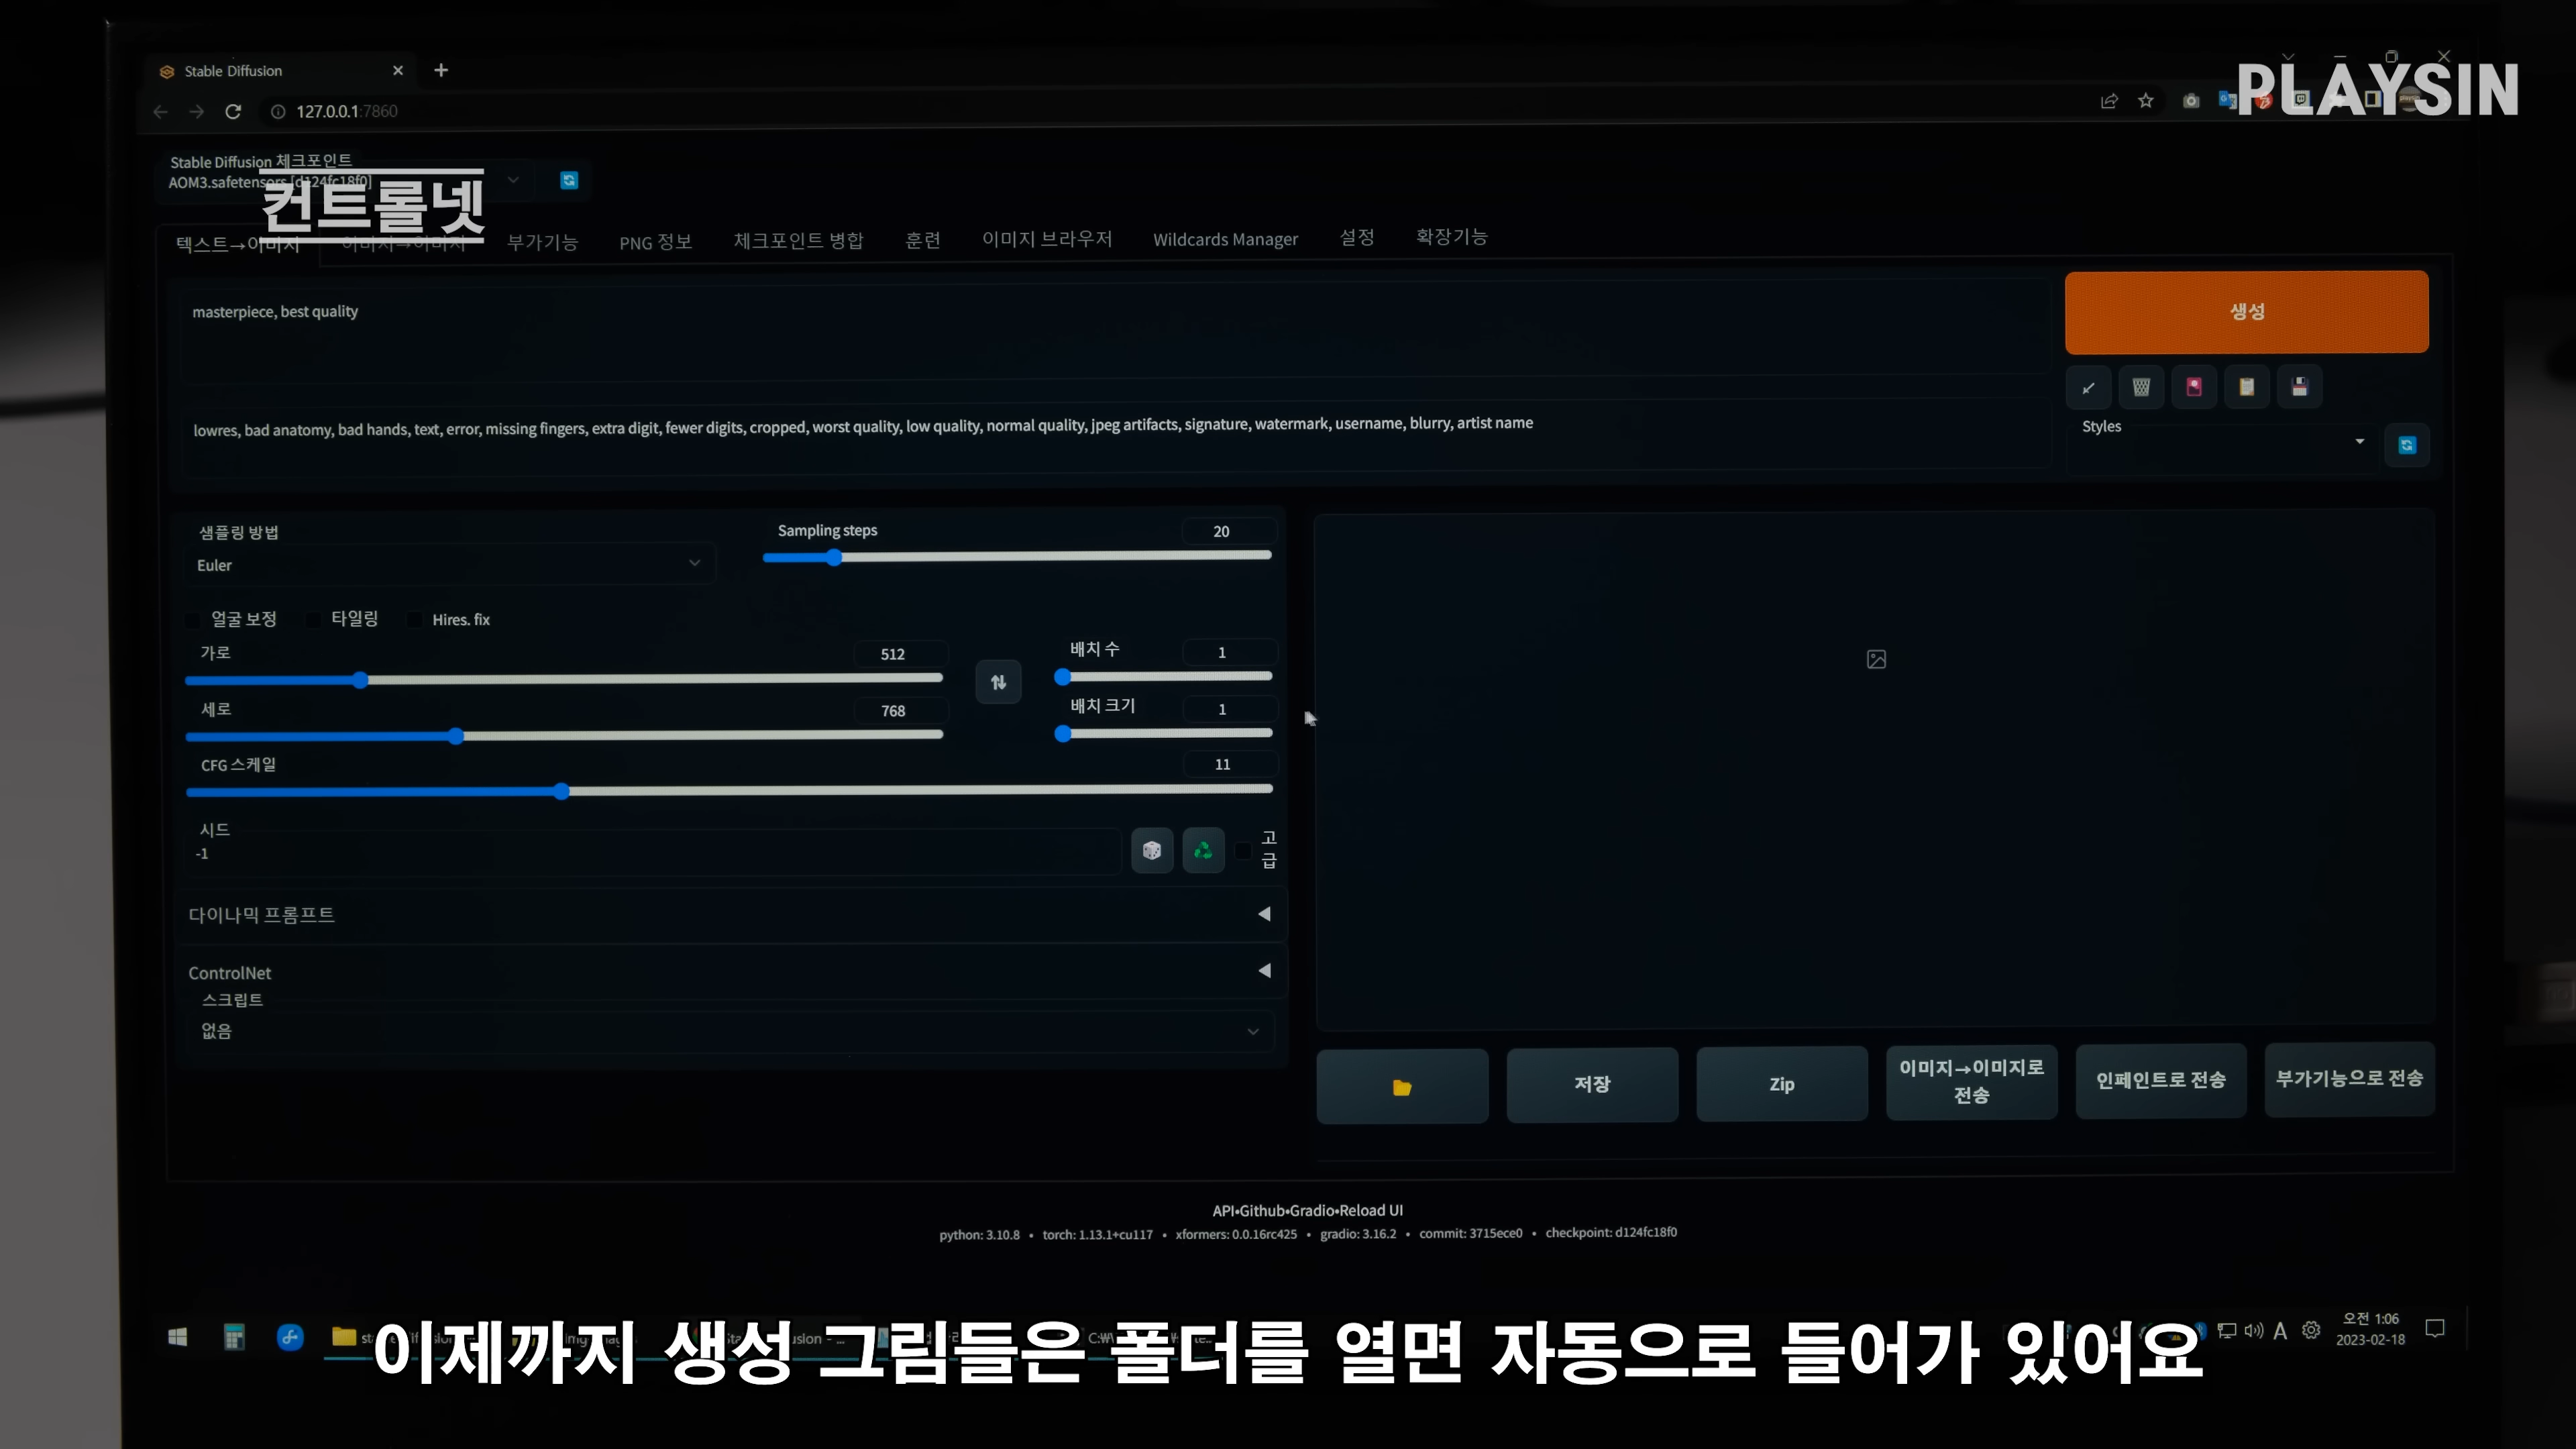 Stable Diffusion
PLAYSIN
127.0.0.1:7860
Stable Diffusion 체크포인트
AOM3.safetensors [d124fc18f0]
컨트롤넷
텍스트→이미지 이미지→이미지 부가기능 PNG 정보 체크포인트 병합 훈련 이미지 브라우저 Wildcards Manager 설정 확장기능
masterpiece, best quality
생성
lowres, bad anatomy, bad hands, text, error, missing fingers, extra digit, fewer digits, cropped, worst quality, low quality, normal quality, jpeg artifacts, signature, watermark, username, blurry, artist name
Styles
샘플링 방법
Euler
Sampling steps 20
얼굴 보정 타일링 Hires. fix
가로 512
배치 수 1
세로 768
배치 크기 1
CFG 스케일 11
시드
-1
고급
다이나믹 프롬프트
ControlNet
스크립트
없음
저장
Zip
이미지→이미지로
전송
인페인트로 전송
부가기능으로 전송
API•Github•Gradio•Reload UI
python: 3.10.8 • torch: 1.13.1+cu117 • xformers: 0.0.16rc425 • gradio: 3.16.2 • commit: 3715ece0 • checkpoint: d124fc18f0
A
오전 1:06
2023-02-18
이제까지 생성 그림들은 폴더를 열면 자동으로 들어가 있어요